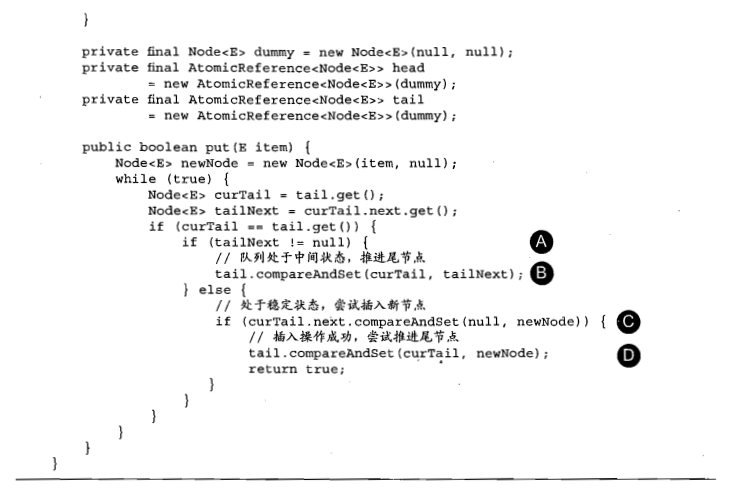 }
private final Node<E> dummy = new Node<E>(null, null);
private final AtomicReference<Node<E>> head
= new AtomicReference<Node<E>>(dummy);
private final AtomicReference<Node<E>> tail
= new AtomicReference<Node<E>>(dummy);
public boolean put(E item) {
Node<E> newNode = new Node<E>(item, null);
while (true) {
Node<E> curTail = tail.get();
Node<E> tailNext = curTail.next.get();
if (curTail == tail.get()) {
if (tailNext != null) { A
// 队列处于中间状态，推进尾节点
tail.compareAndSet(curTail, tailNext); B
} else {
// 处于稳定状态，尝试插入新节点
if (curTail.next.compareAndSet(null, newNode)) { C
// 插入操作成功，尝试推进尾节点
tail.compareAndSet(curTail, newNode); D
return true;
}
}
}
}
}
}